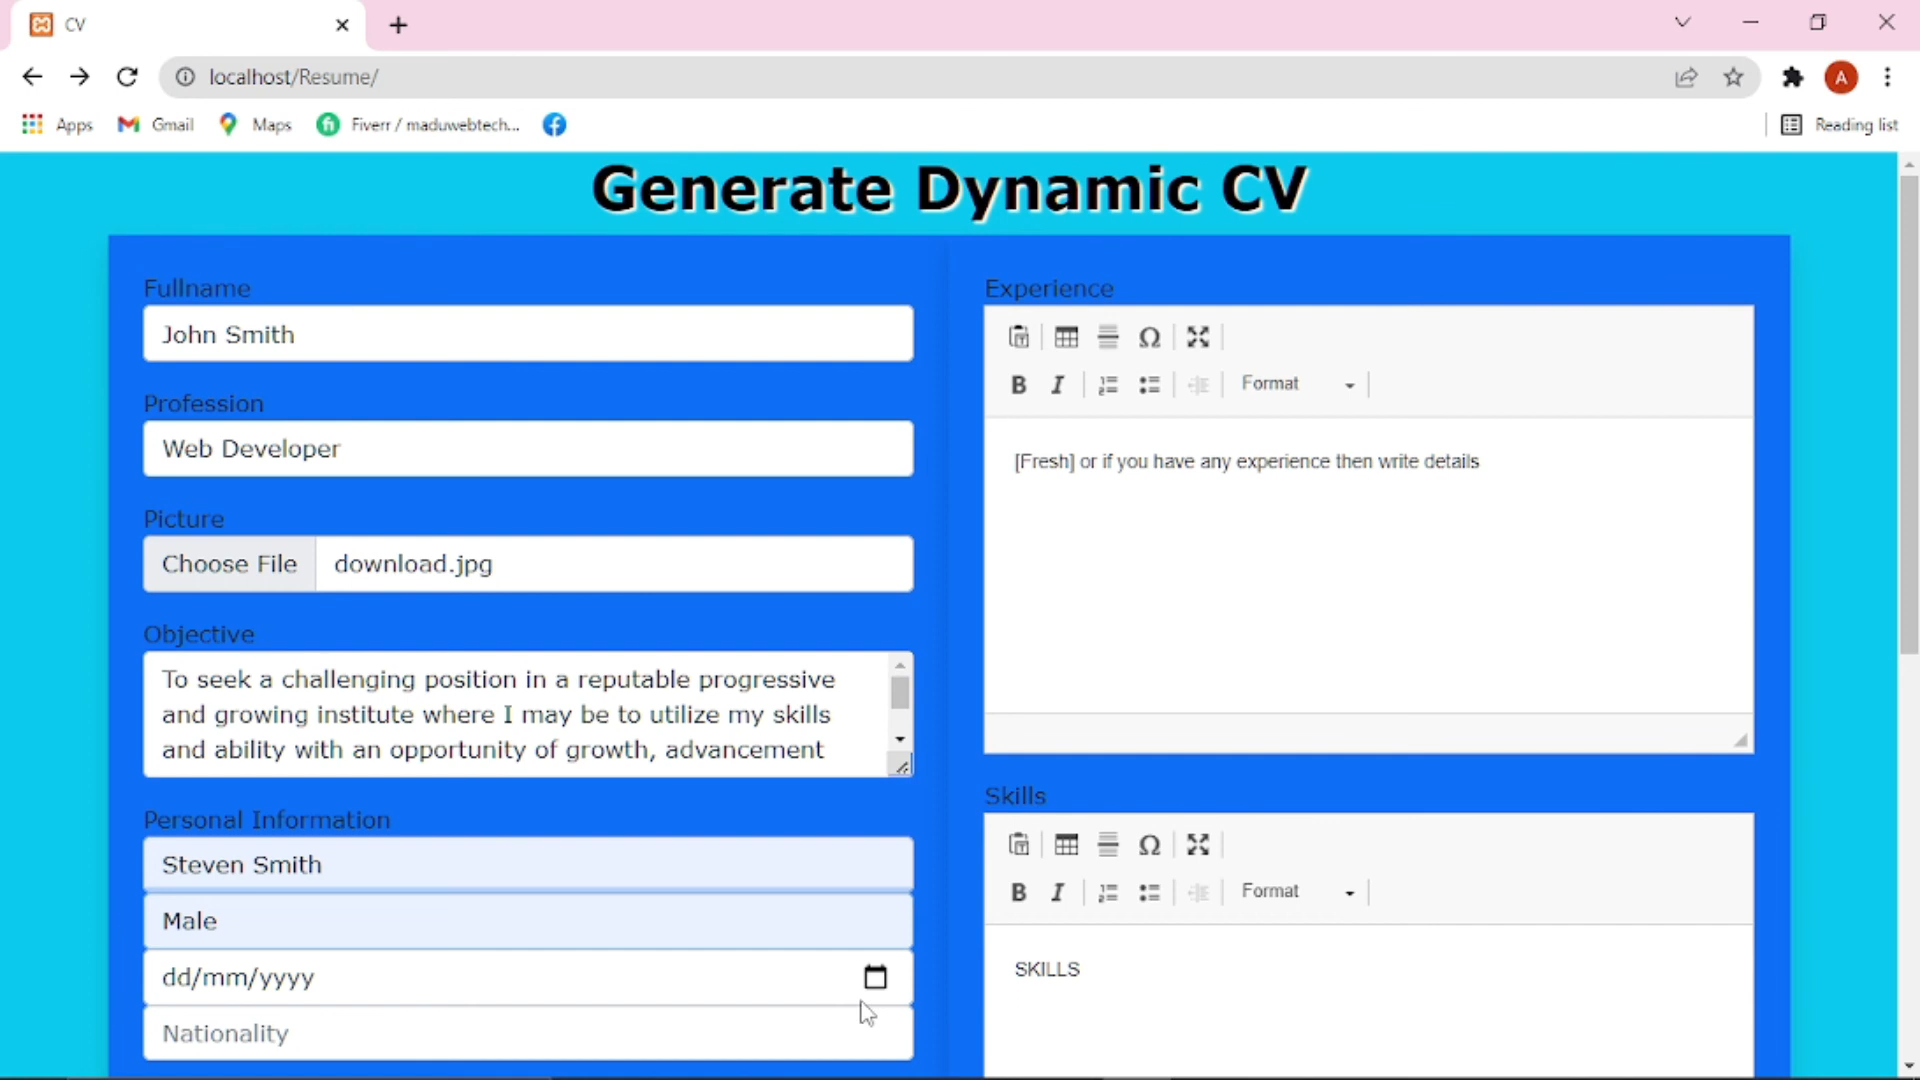 CV
localhost/Resume/
A
Apps
Gmail
Maps
Fiverr / maduwebtech...
Reading list
Generate Dynamic CV
Fullname
John Smith
Profession
Web Developer
Picture
Choose File
download.jpg
Objective
To seek a challenging position in a reputable progressive
and growing institute where I may be to utilize my skills
and ability with an opportunity of growth, advancement
Personal Information
Steven Smith
Male
dd/mm/yyyy
Nationality
Experience
Ω
B I
Format
[Fresh] or if you have any experience then write details
Skills
Ω
B I
Format
SKILLS